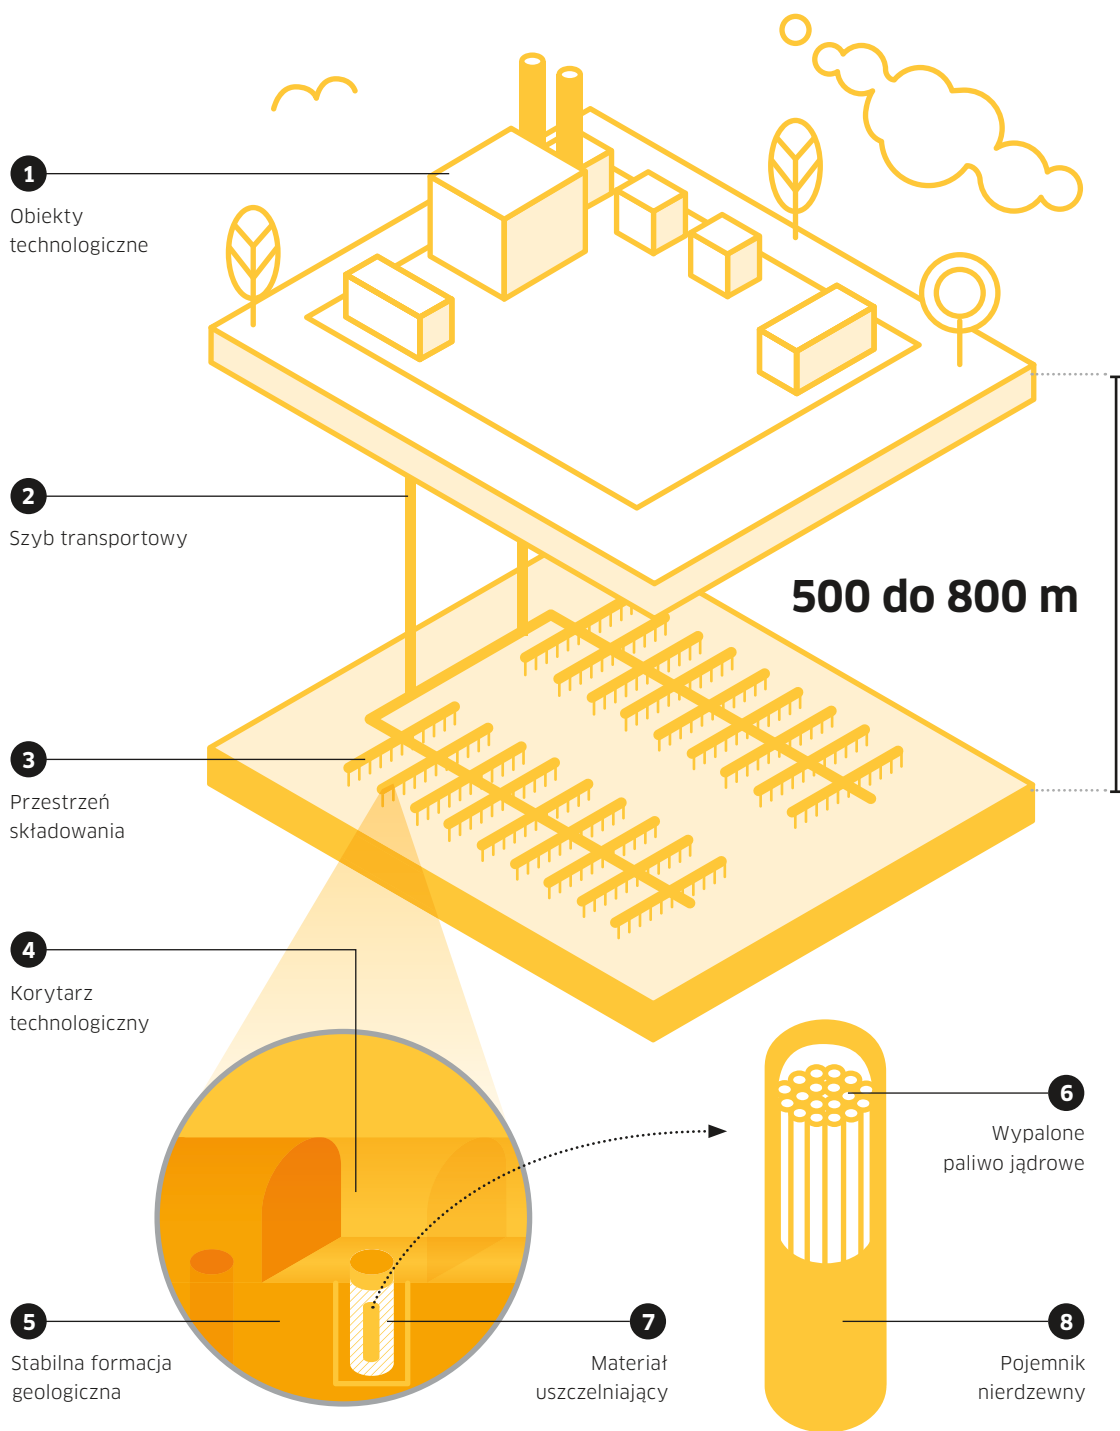 1
Obiekty
technologiczne
2
Szyb transportowy
500 do 800 m
3
Przestrzeń
składowania
4
Korytarz
technologiczny
6
Wypalone
paliwo jądrowe
5
Stabilna formacja
geologiczna
7
Materiał
uszczelniający
8
Pojemnik
nierdzewny